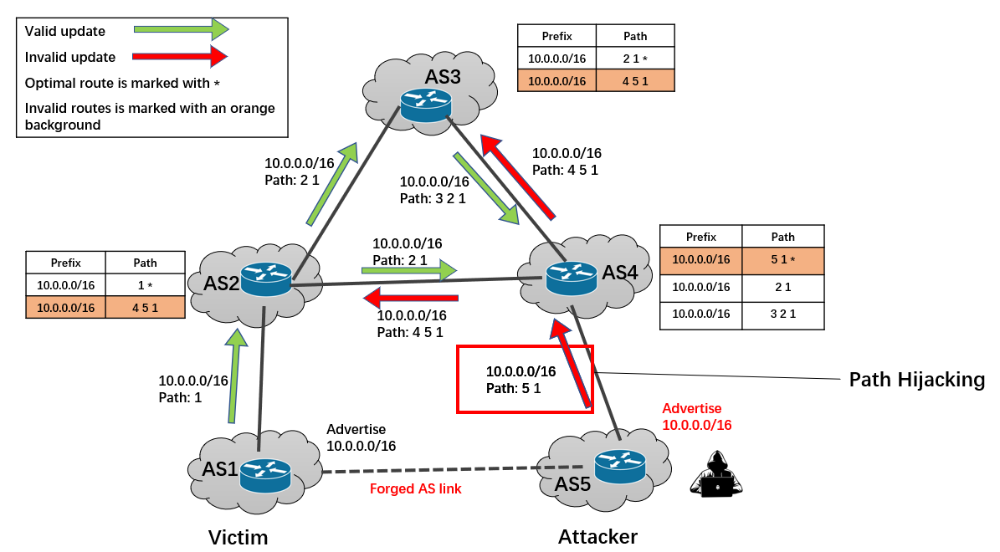 Valid update
Invalid update
Optimal route is marked with *
Invalid routes is marked with an orange
background
AS3
Prefix Path
10.0.0.0/16 2 1 *
10.0.0.0/16 4 5 1
10.0.0.0/16
Path: 2 1
10.0.0.0/16
Path: 3 2 1
10.0.0.0/16
Path: 4 5 1
Prefix Path
10.0.0.0/16 1 *
10.0.0.0/16 4 5 1
AS2
10.0.0.0/16
Path: 2 1
10.0.0.0/16
Path: 4 5 1
AS4
Prefix Path
10.0.0.0/16 5 1 *
10.0.0.0/16 2 1
10.0.0.0/16 3 2 1
10.0.0.0/16
Path: 1
10.0.0.0/16
Path: 5 1
Path Hijacking
AS1
Advertise
10.0.0.0/16
Forged AS link
Advertise
10.0.0.0/16
AS5
Victim
Attacker